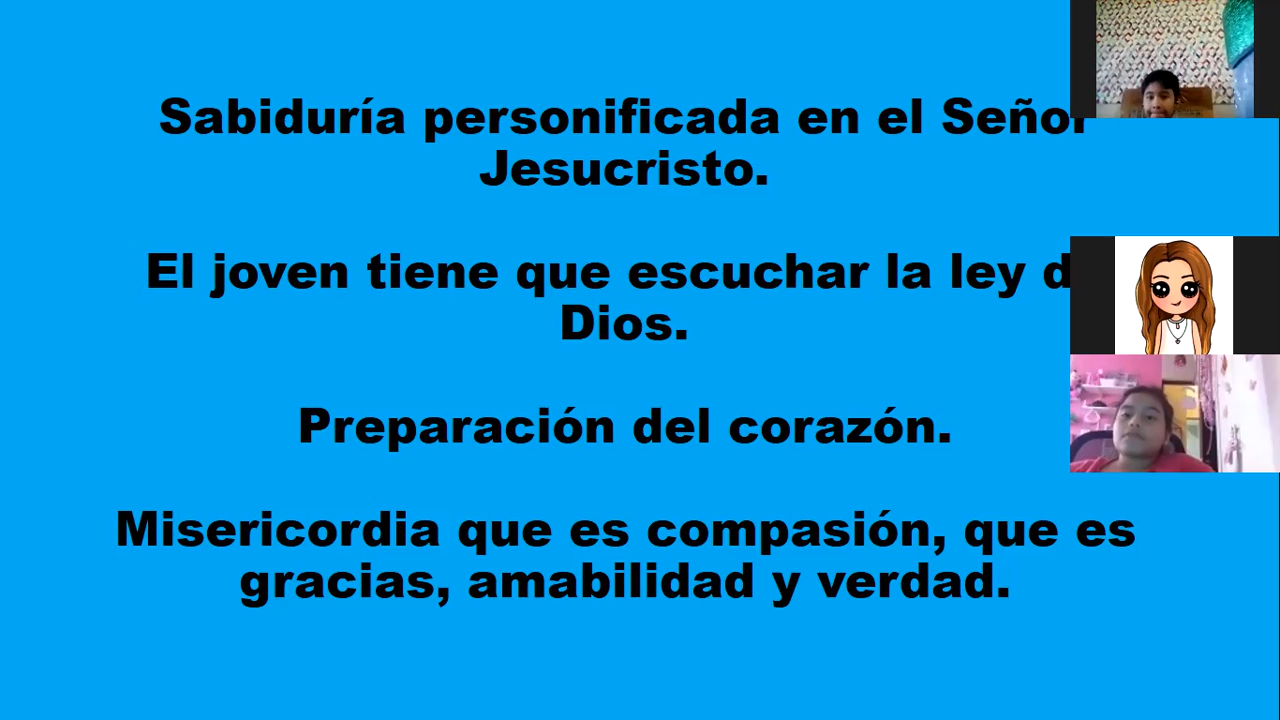 Sabiduría personificada en el Señor
Jesucristo.
El joven tiene que escuchar la ley
Dios.
Preparación del corazón.
Misericordia que es compasión, que es
gracias, amabilidad y verdad.